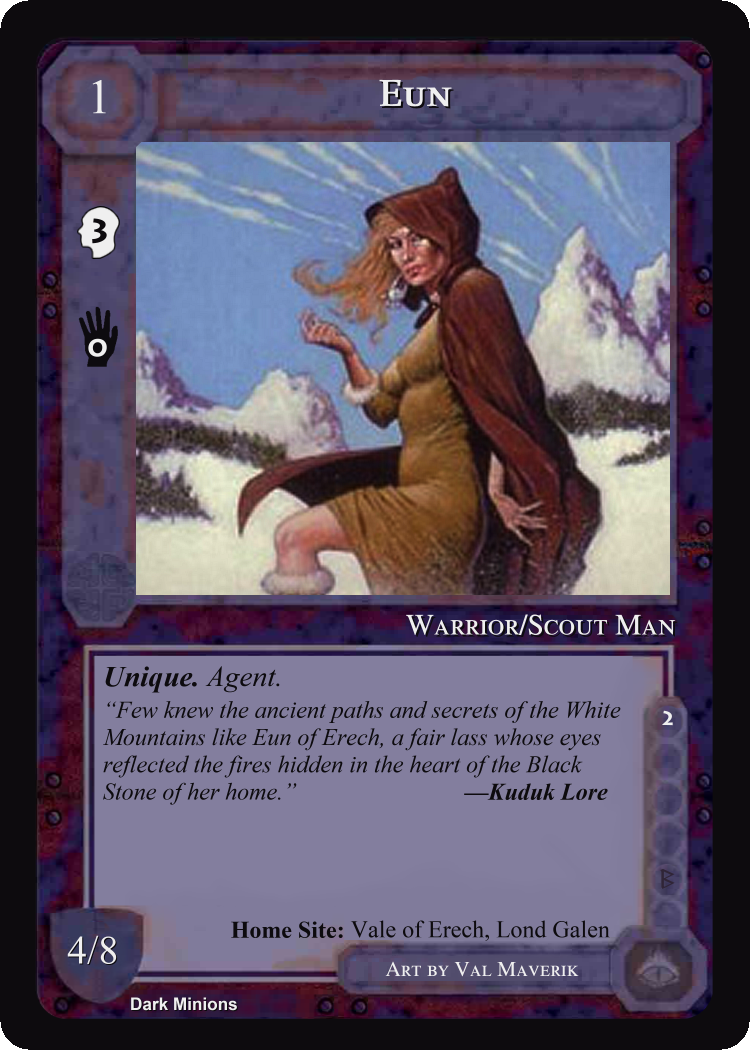 1
Eun
3
0
Warrior/Scout Man
Unique. Agent.
“Few knew the ancient paths and secrets of the White
Mountains like Eun of Erech, a fair lass whose eyes
reflected the fires hidden in the heart of the Black
Stone of her home.” —Kuduk Lore
2
Home Site: Vale of Erech, Lond Galen
4/8
Art by Val Maverik
Dark Minions